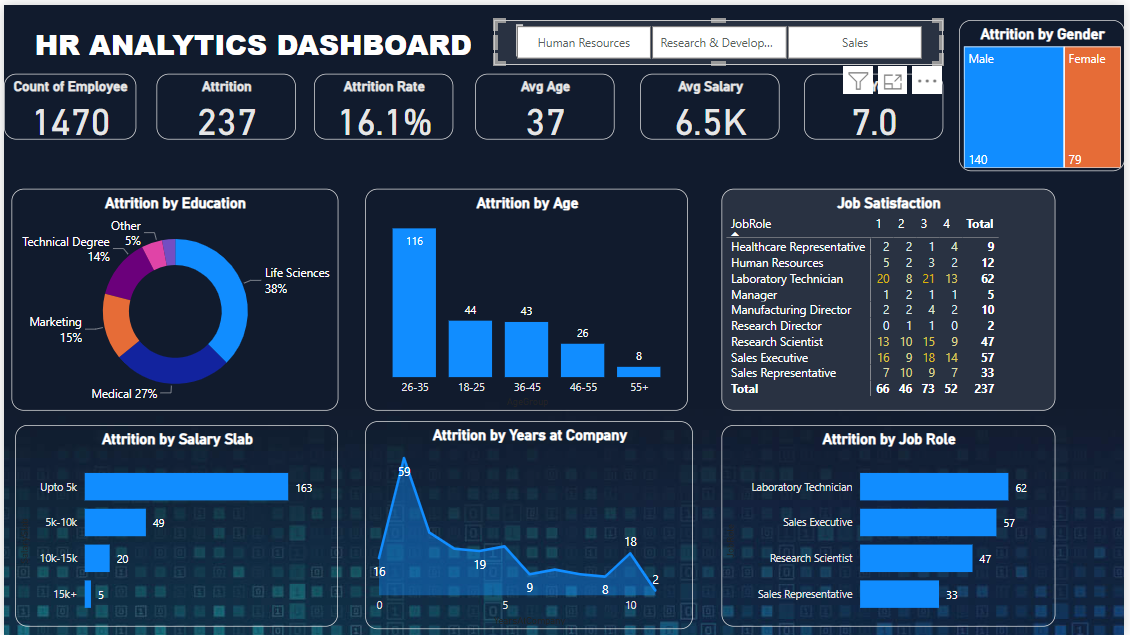 HR ANALYTICS DASHBOARD
Human Resources
Research & Develop...
Sales
Attrition by Gender
Male
Female
140
79
Count of Employee
1470
Attrition
237
Attrition Rate
16.1%
Avg Age
37
Avg Salary
6.5K
7.0
Attrition by Education
Other
5%
Technical Degree
14%
Life Sciences
38%
Marketing
15%
Medical 27%
Attrition by Age
116
44
43
26
8
26-35 18-25 36-45 46-55 55+
Job Satisfaction
JobRole 1 2 3 4 Total
Healthcare Representative 2 2 1 4 9
Human Resources 5 2 3 2 12
Laboratory Technician 20 8 21 13 62
Manager 1 2 1 1 5
Manufacturing Director 2 2 4 2 10
Research Director 0 1 1 0 2
Research Scientist 13 10 15 9 47
Sales Executive 16 9 18 14 57
Sales Representative 7 10 9 7 33
Total 66 46 73 52 237
Attrition by Salary Slab
Upto 5k 163
5k-10k 49
10k-15k 20
15k+ 5
Attrition by Years at Company
59
16
19
9
8
18
2
0 5 10
Attrition by Job Role
Laboratory Technician 62
Sales Executive 57
Research Scientist 47
Sales Representative 33